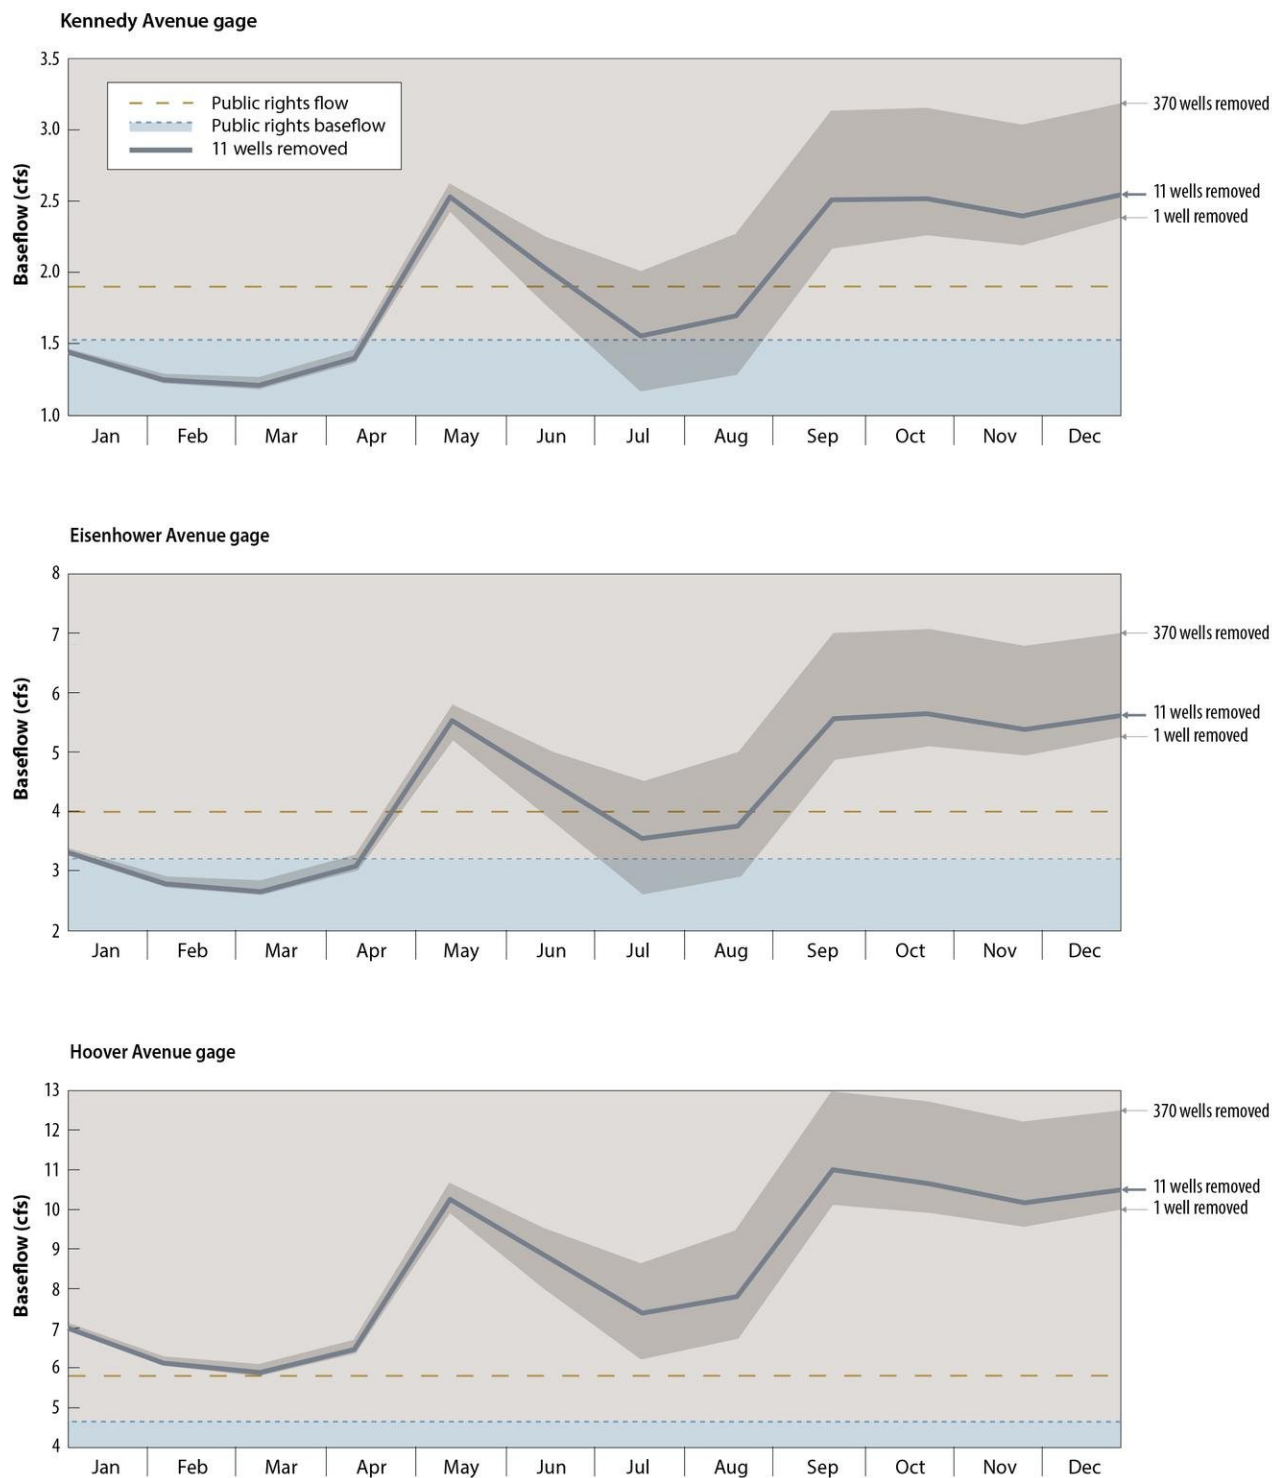 Kennedy Avenue gage
3.5
3.0
2.5
2.0
1.5
1.0
Baseflow (cfs)
Public rights flow
Public rights baseflow
11 wells removed
370 wells removed
11 wells removed
1 well removed
Jan Feb Mar Apr May Jun Jul Aug Sep Oct Nov Dec
Eisenhower Avenue gage
8
7
6
5
4
3
2
Baseflow (cfs)
370 wells removed
11 wells removed
1 well removed
Jan Feb Mar Apr May Jun Jul Aug Sep Oct Nov Dec
Hoover Avenue gage
13
12
11
10
9
8
7
6
5
4
Baseflow (cfs)
370 wells removed
11 wells removed
1 well removed
Jan Feb Mar Apr May Jun Jul Aug Sep Oct Nov Dec